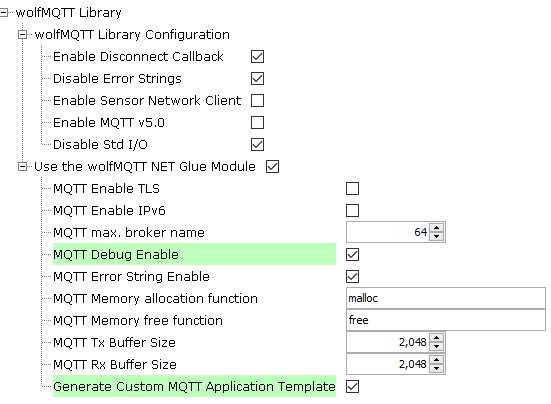 wolfMQTT Library
wolfMQTT Library Configuration
Enable Disconnect Callback
Disable Error Strings
Enable Sensor Network Client
Enable MQTT v5.0
Disable Std I/O
Use the wolfMQTT NET Glue Module
MQTT Enable TLS
MQTT Enable IPv6
MQTT max. broker name 64
MQTT Debug Enable
MQTT Error String Enable
MQTT Memory allocation function malloc
MQTT Memory free function free
MQTT Tx Buffer Size 2,048
MQTT Rx Buffer Size 2,048
Generate Custom MQTT Application Template